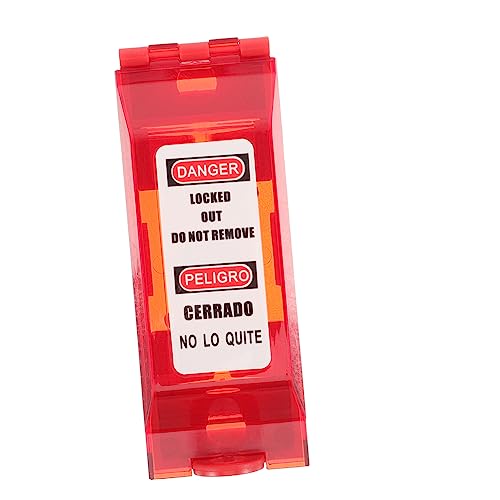 DANGER
LOCKED
OUT
DO NOT REMOVE
PELIGRO
CERRADO
NO LO QUITE